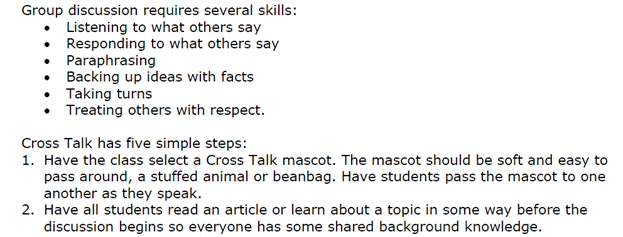 Group discussion requires several skills:
• Listening to what others say
• Responding to what others say
• Paraphrasing
• Backing up ideas with facts
• Taking turns
• Treating others with respect.
Cross Talk has five simple steps:
1. Have the class select a Cross Talk mascot. The mascot should be soft and easy to
pass around, a stuffed animal or beanbag. Have students pass the mascot to one
another as they speak.
2. Have all students read an article or learn about a topic in some way before the
discussion begins so everyone has some shared background knowledge.